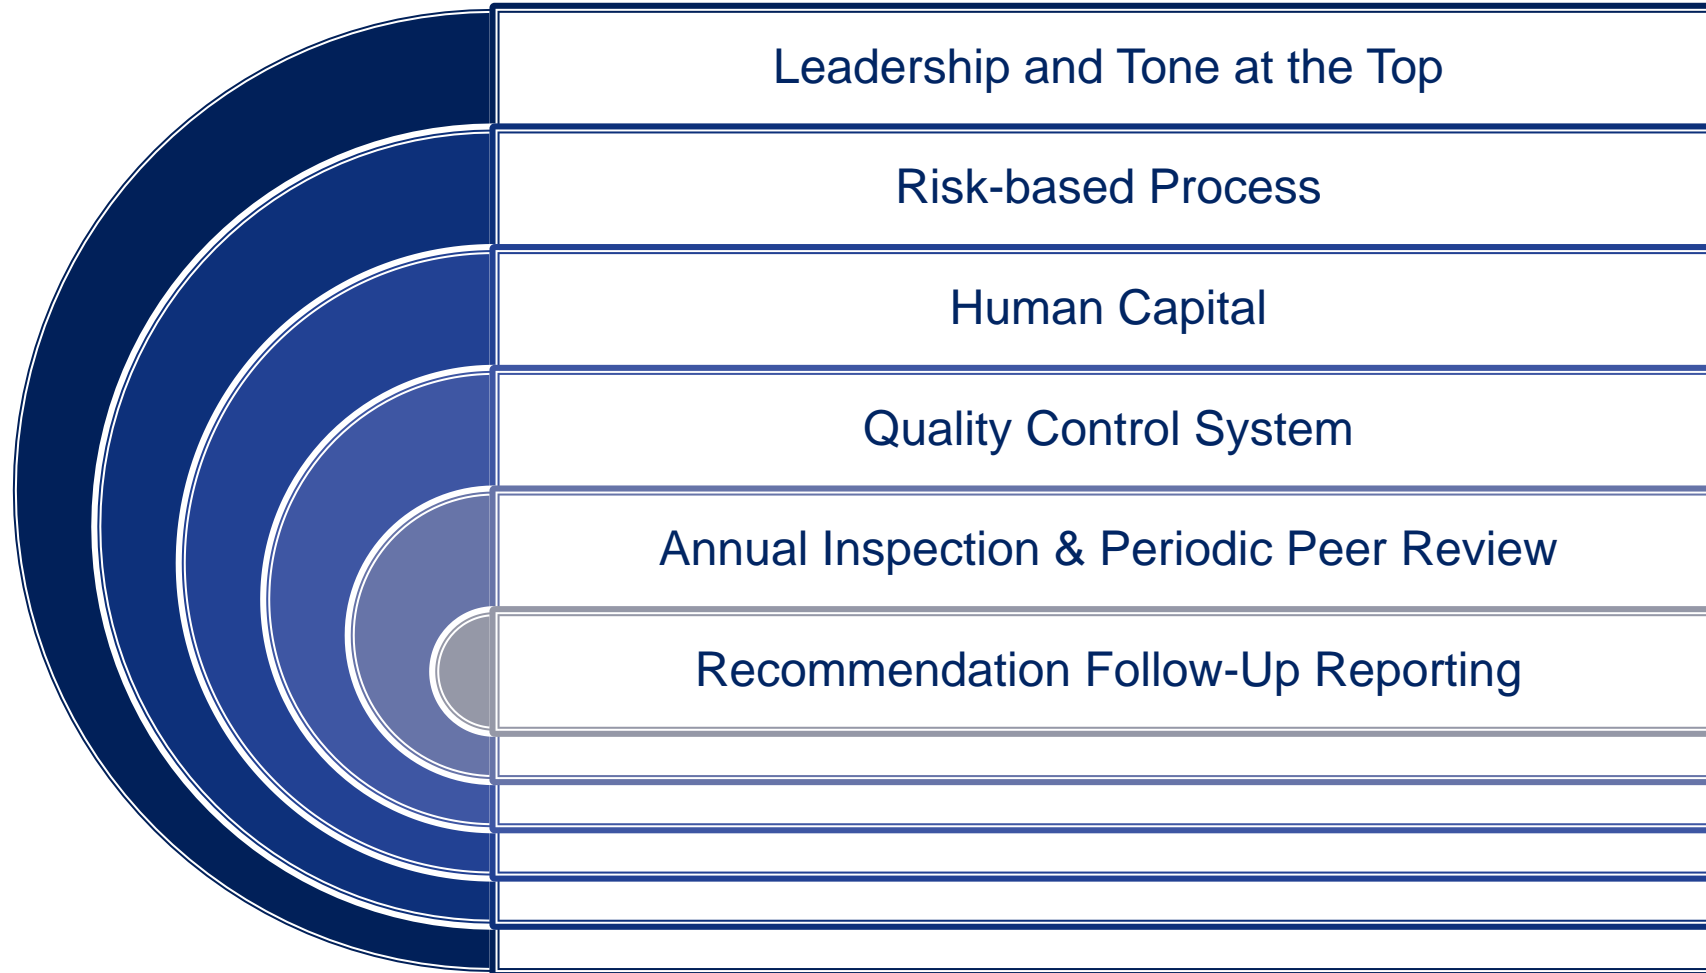 Leadership and Tone at the Top
Risk-based Process
Human Capital
Quality Control System
Annual Inspection & Periodic Peer Review
Recommendation Follow-Up Reporting